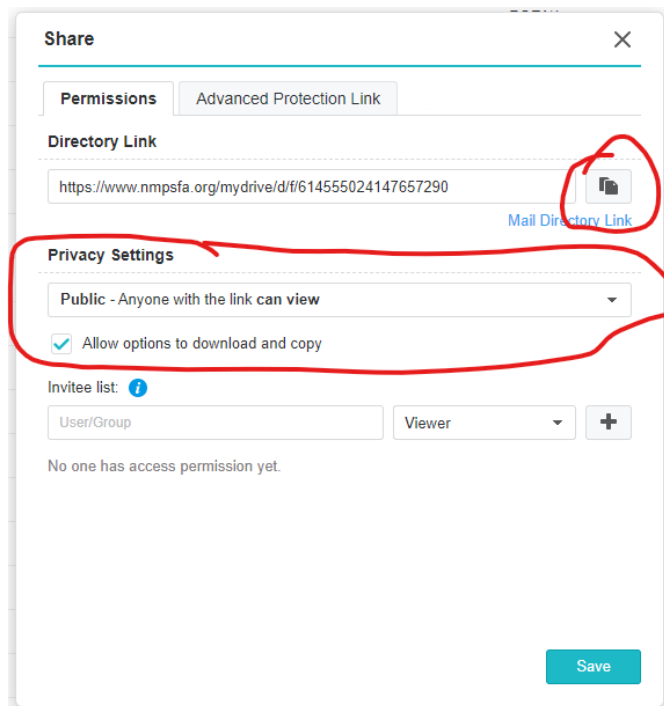 Share
Permissions
Advanced Protection Link
Directory Link
https://www.nmpsfa.org/mydrive/d/f/614555024147657290
Mail Directory Link
Privacy Settings
Public - Anyone with the link can view
Allow options to download and copy
Invitee list:
User/Group
Viewer
No one has access permission yet.
Save